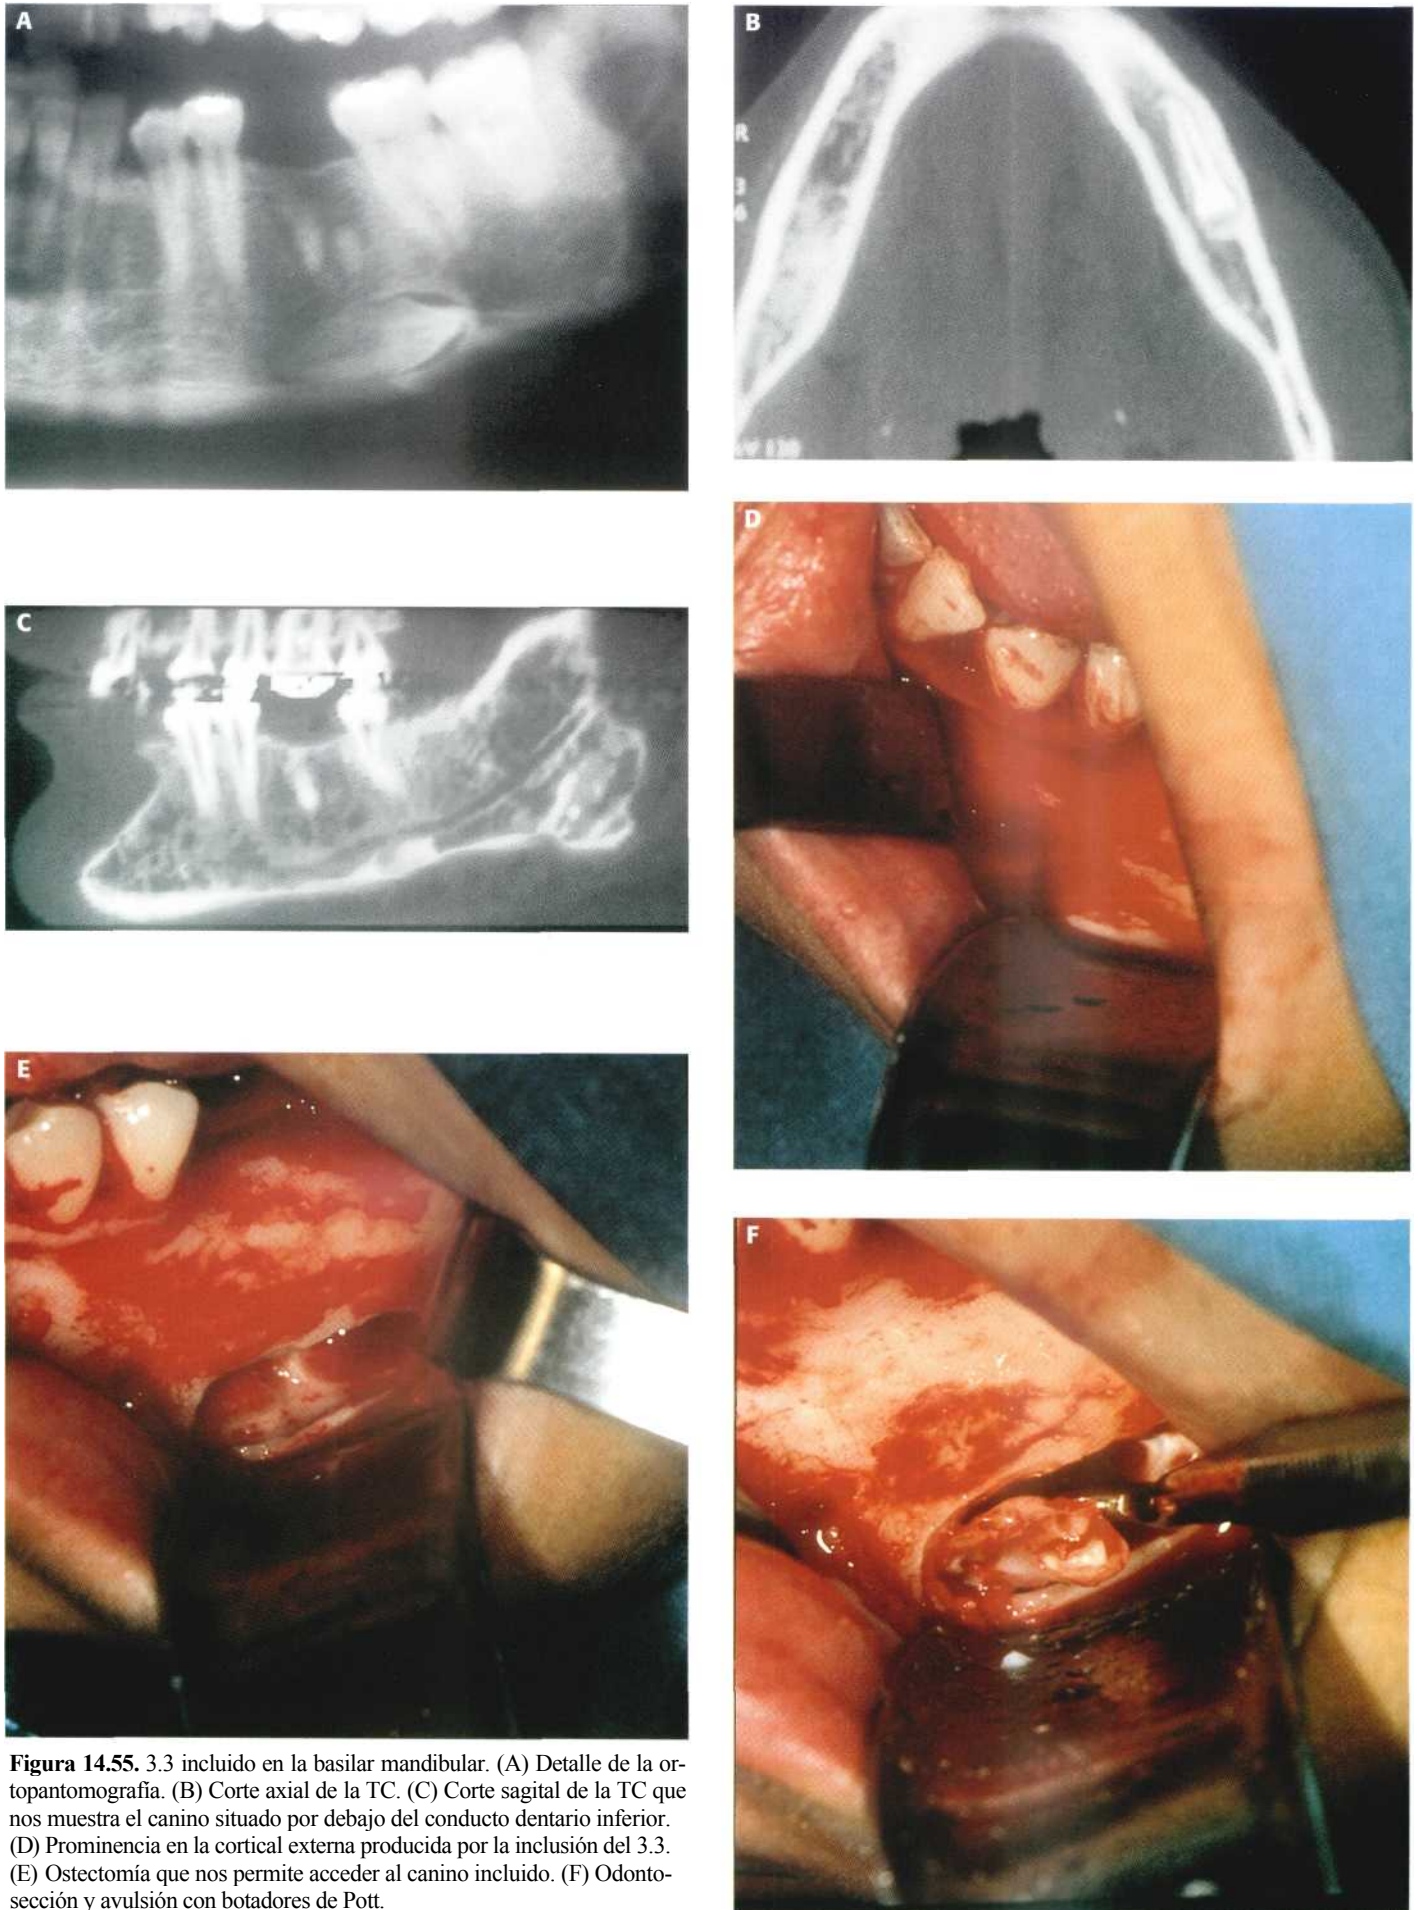 A
B
R
3
6
C
D
E
F
Figura 14.55. 3.3 incluido en la basilar mandibular. (A) Detalle de la or-
topantomografía. (B) Corte axial de la TC. (C) Corte sagital de la TC que
nos muestra el canino situado por debajo del conducto dentario inferior.
(D) Prominencia en la cortical externa producida por la inclusión del 3.3.
(E) Ostectomía que nos permite acceder al canino incluido. (F) Odonto-
sección y avulsión con botadores de Pott.